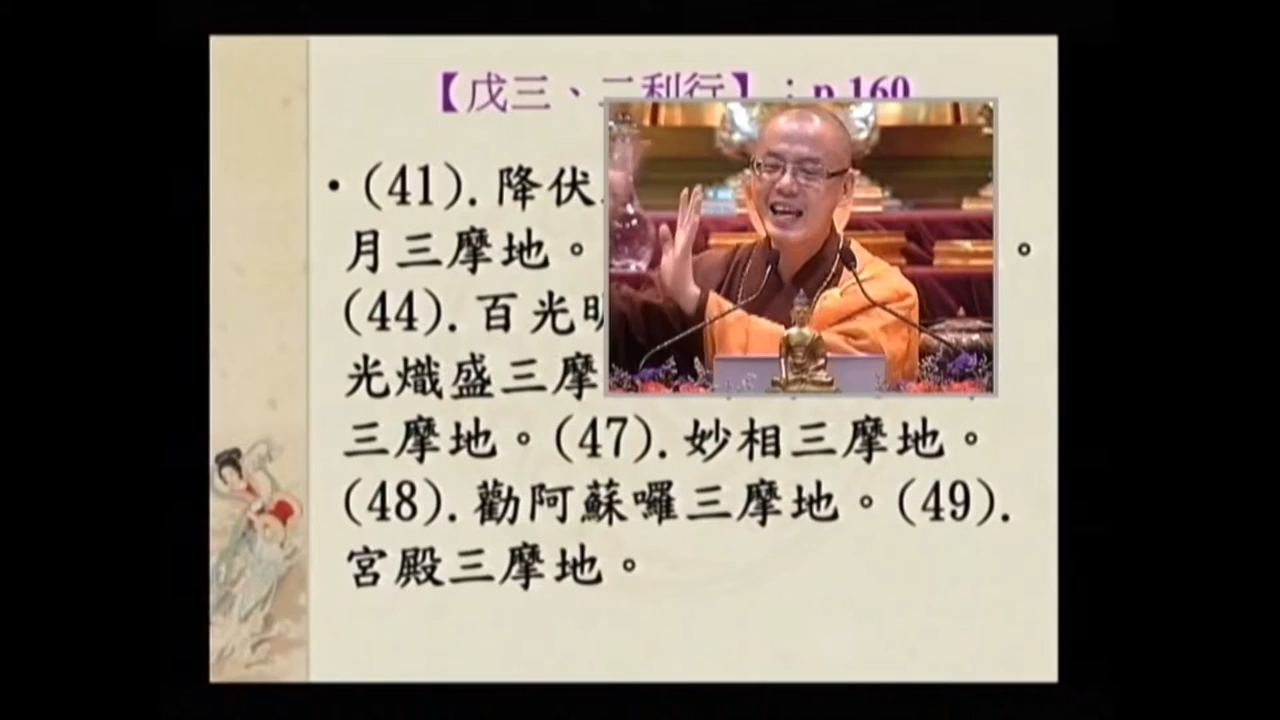 【戊三、二利行】：p.160
•(41).降伏
月三摩地。 。
(44).百光明
光熾盛三摩
三摩地。(47).妙相三摩地。
(48).勸阿蘇囉三摩地。(49).
宮殿三摩地。